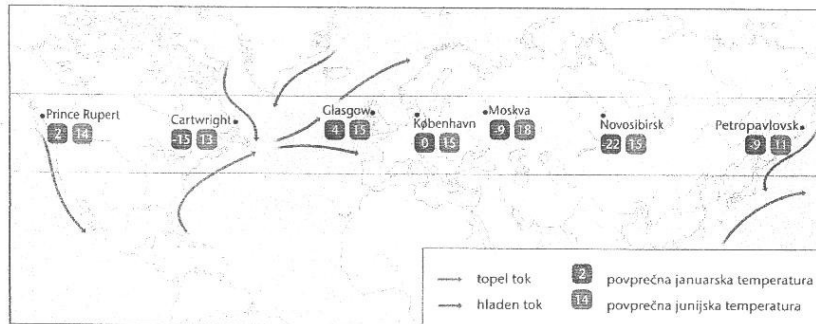 Prince Rupert
2 14
Cartwright
-15 13
Glasgow
4 15
København
0 15
Moskva
-9 18
Novosibirsk
-22 15
Petropavlovsk
-9 11
topel tok
2 povprečna januarska temperatura
hladen tok
14 povprečna junijska temperatura